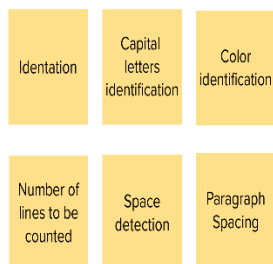 Identation
Capital
letters
identification
Color
identification
Number of
lines to be
counted
Space
detection
Paragraph
Spacing